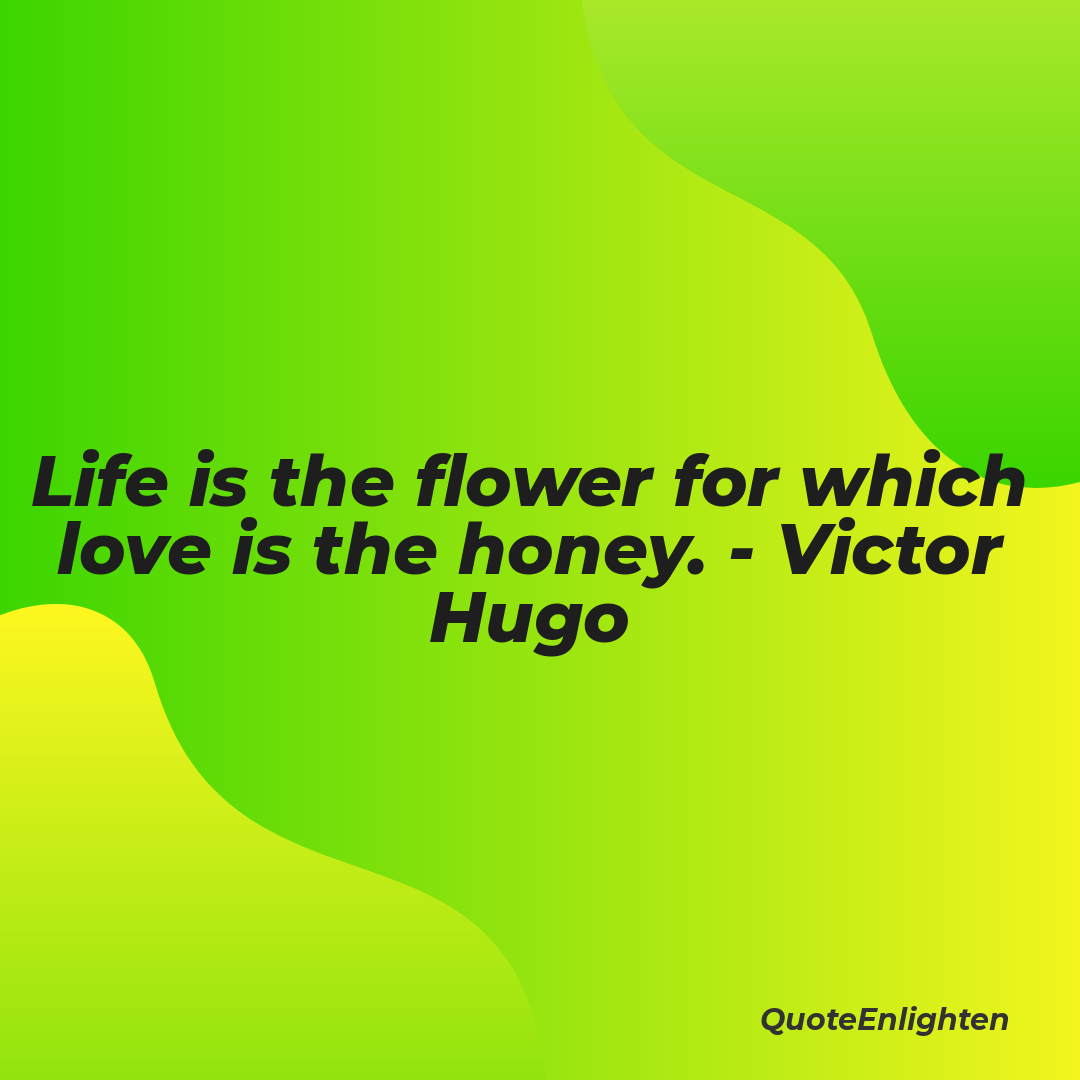 Life is the flower for which
love is the honey. - Victor
Hugo
QuoteEnlighten